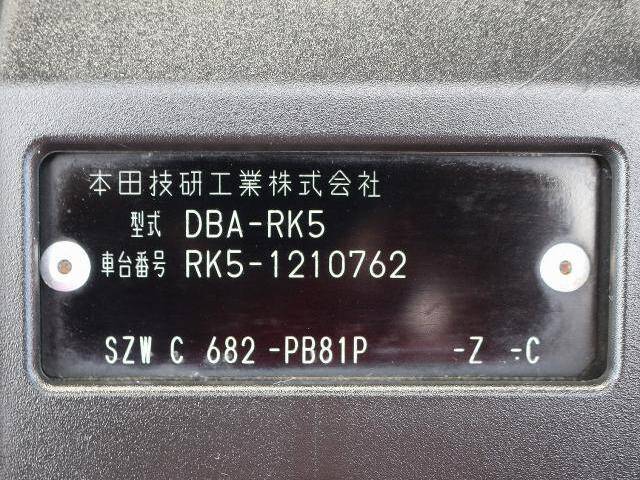 本田技研工業株式会社
型式 DBA-RK5
車台番号 RK5-1210762
SZW C 682 -PB81P -Z -C